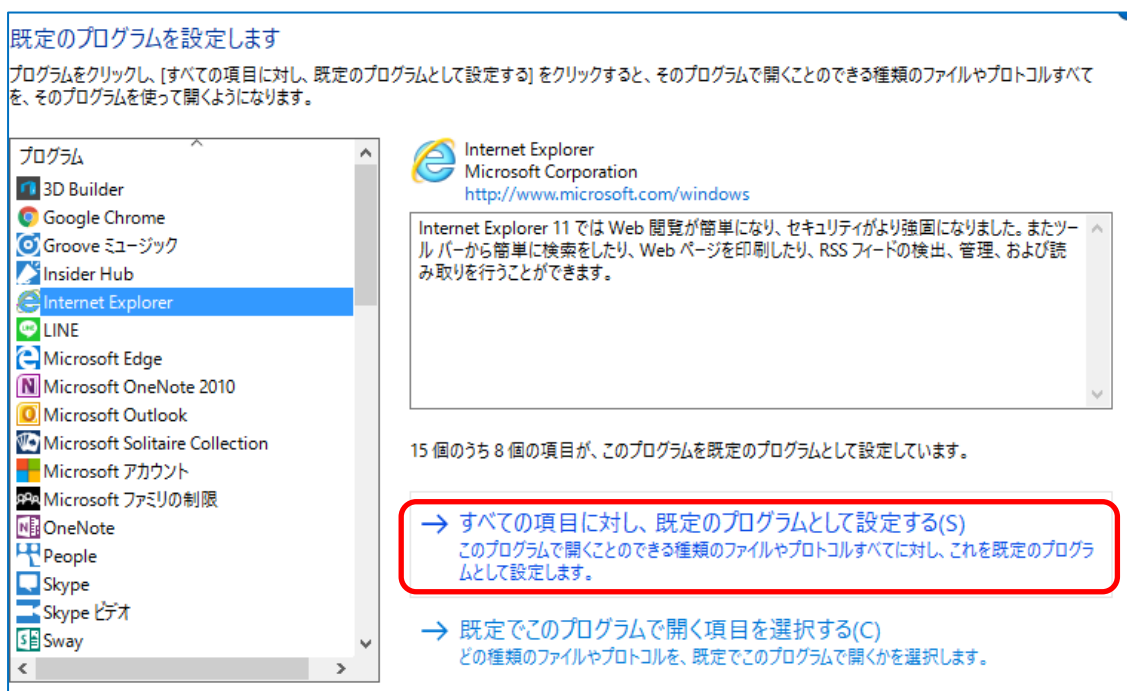 既定のプログラムを設定します
プログラムをクリックし、[すべての項目に対し、既定のプログラムとして設定する] をクリックすると、そのプログラムで開くことのできる種類のファイルやプロトコルすべて
を、そのプログラムを使って開くようになります。
プログラム
3D Builder
Google Chrome
Groove ミュージック
Insider Hub
Internet Explorer
LINE
Microsoft Edge
Microsoft OneNote 2010
Microsoft Outlook
Microsoft Solitaire Collection
Microsoft アカウント
Microsoft ファミリの制限
OneNote
People
Skype
Skype ビデオ
Sway
Internet Explorer
Microsoft Corporation
http://www.microsoft.com/windows
Internet Explorer 11 では Web 閲覧が簡単になり、セキュリティがより強固になりました。またツー
ル バーから簡単に検索をしたり、Web ページを印刷したり、RSS フィードの検出、管理、および読
み取りを行うことができます。
15 個のうち 8 個の項目が、このプログラムを既定のプログラムとして設定しています。
→ すべての項目に対し、既定のプログラムとして設定する(S)
このプログラムで開くことのできる種類のファイルやプロトコルすべてに対し、これを既定のプログラ
ムとして設定します。
→ 既定でこのプログラムで開く項目を選択する(C)
どの種類のファイルやプロトコルを、既定でこのプログラムで開くかを選択します。